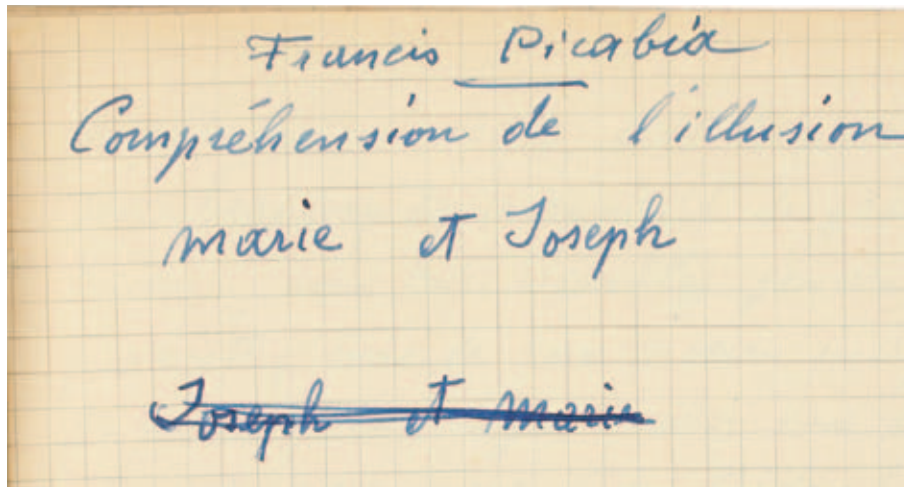 Francis Picabia
Compréhension de l'illusion
marie et Joseph
Joseph et marie